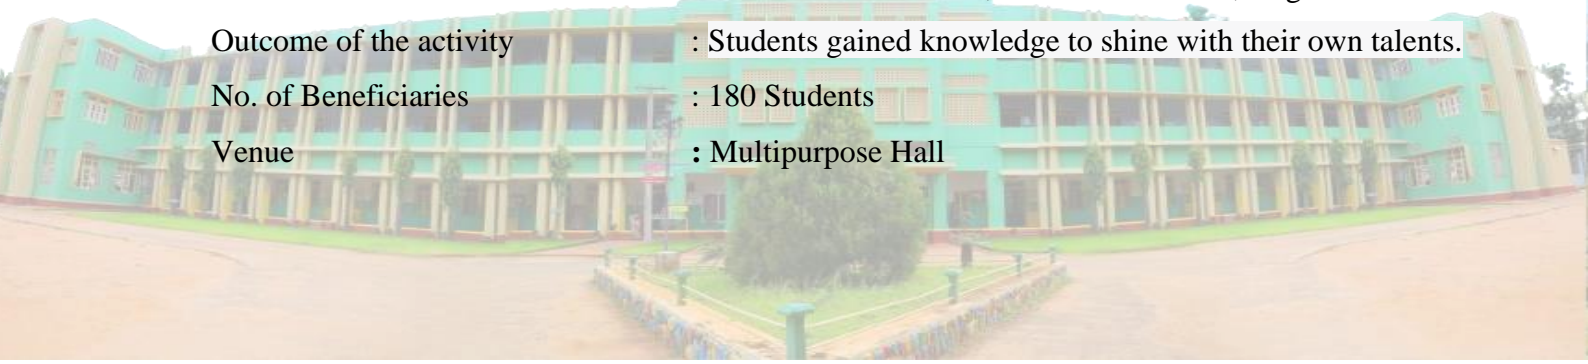 Outcome of the activity : Students gained knowledge to shine with their own talents.
No. of Beneficiaries : 180 Students
Venue : Multipurpose Hall